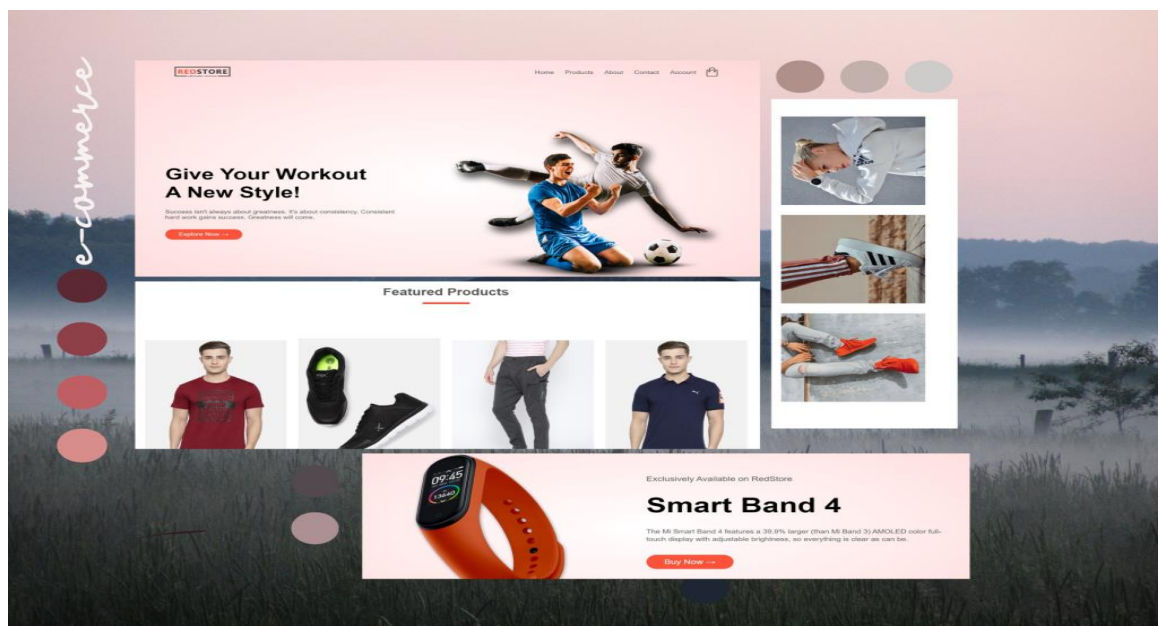 e-commerce
REDSTORE
Home Products About Contact Account
Give Your Workout
A New Style!
Success isn't always about greatness. It's about consistency. Consistent
hard work gains success. Greatness will come.
Explore Now →
Featured Products
09:45
13640
Exclusively Available on RedStore
Smart Band 4
The Mi Smart Band 4 features a 39.9% larger (than Mi Band 3) AMOLED color full-
touch display with adjustable brightness, so everything is clear as can be.
Buy Now →